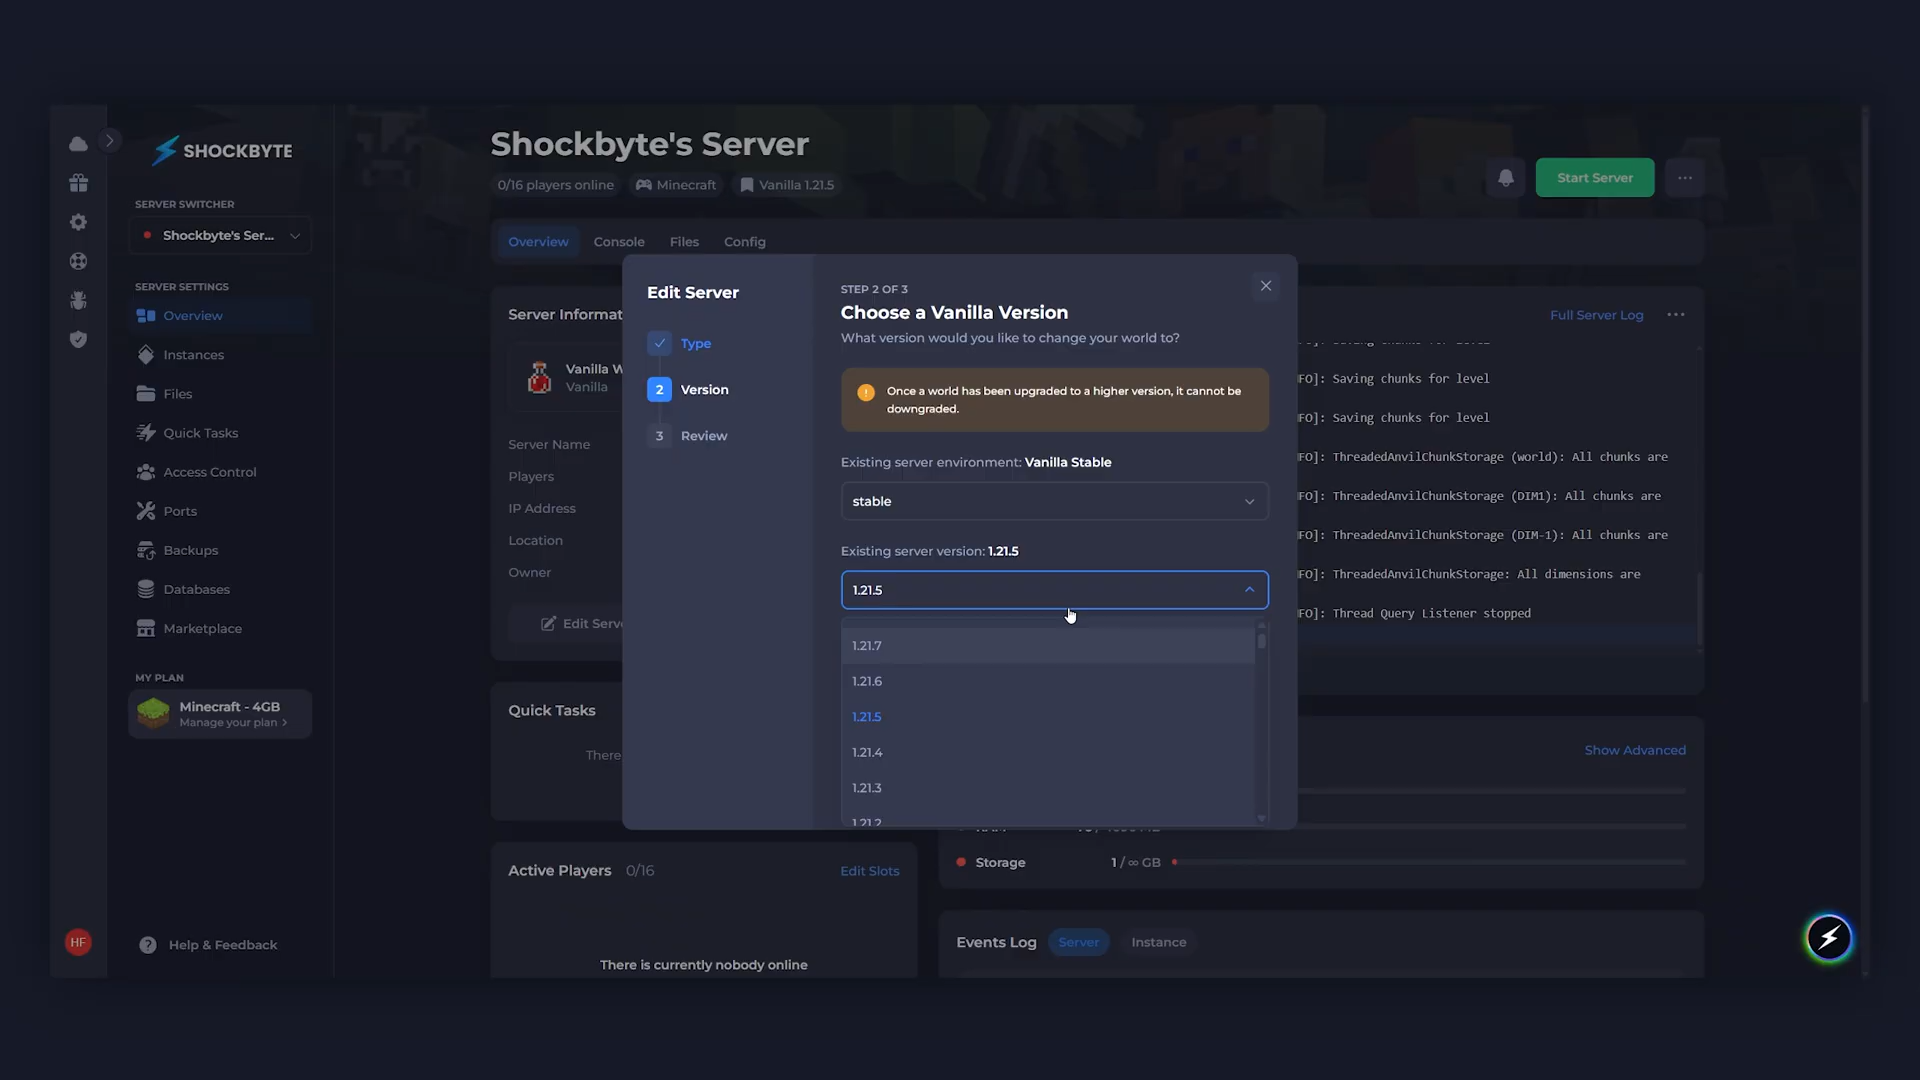 SHOCKBYTE
SERVER SWITCHER
Shockbyte's Ser...
SERVER SETTINGS
Overview
Instances
Files
Quick Tasks
Access Control
Ports
Backups
Databases
Marketplace
MY PLAN
Minecraft - 4GB
Manage your plan >
HF
Help & Feedback
Shockbyte's Server
0/16 players online
Minecraft
Vanilla 1.21.5
Start Server
Overview
Console
Files
Config
Server Informat
Vanilla W
Vanilla
Server Name
Players
IP Address
Location
Owner
Edit Serve
Quick Tasks
There
Active Players 0/16
Edit Slots
There is currently nobody online
Edit Server
Type
2 Version
3 Review
STEP 2 OF 3
Choose a Vanilla Version
What version would you like to change your world to?
Once a world has been upgraded to a higher version, it cannot be
downgraded.
Existing server environment: Vanilla Stable
stable
Existing server version: 1.21.5
1.21.5
1.21.7
1.21.6
1.21.5
1.21.4
1.21.3
1.21.2
Full Server Log
FO]: Saving chunks for level
FO]: Saving chunks for level
FO]: Saving chunks for level
FO]: ThreadedAnvilChunkStorage (world): All chunks are
FO]: ThreadedAnvilChunkStorage (DIM1): All chunks are
FO]: ThreadedAnvilChunkStorage (DIM-1): All chunks are
FO]: ThreadedAnvilChunkStorage: All dimensions are
FO]: Thread Query Listener stopped
Show Advanced
Storage
1 / ∞ GB
Events Log
Server
Instance